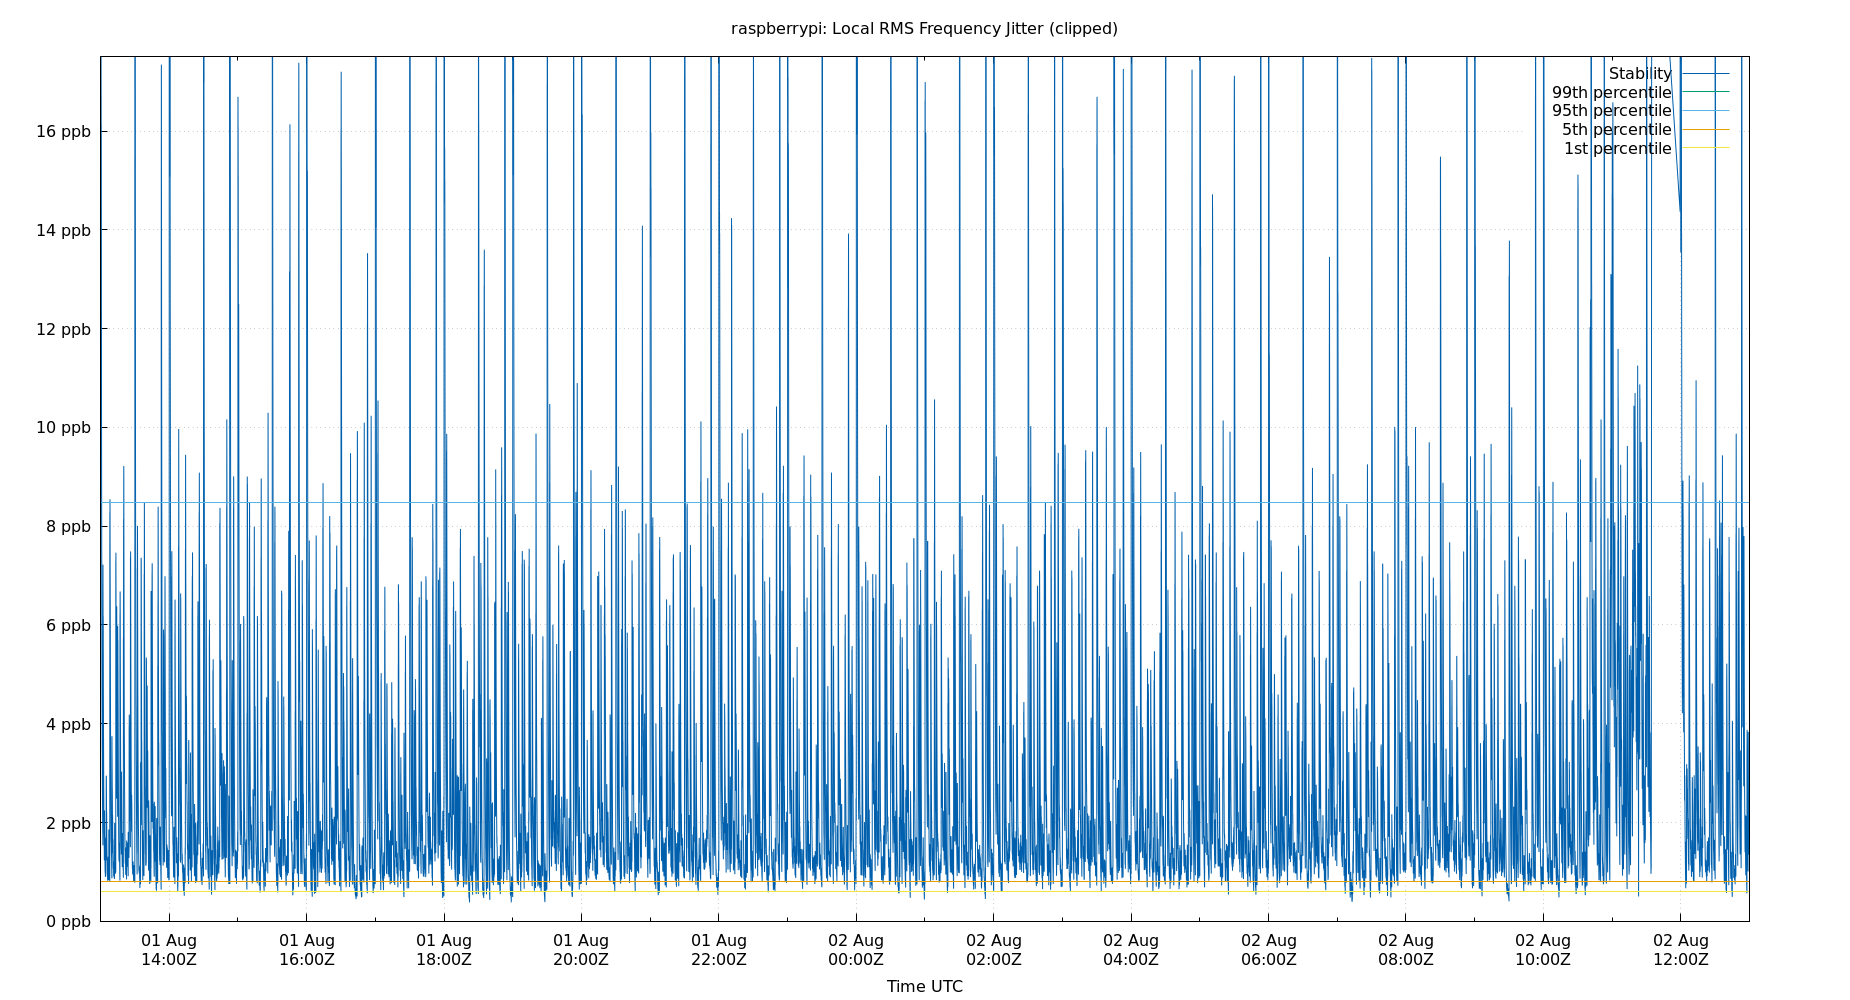 raspberrypi: Local RMS Frequency Jitter (clipped)
Stability
99th percentile
95th percentile
5th percentile
1st percentile
16 ppb
14 ppb
12 ppb
10 ppb
8 ppb
6 ppb
4 ppb
2 ppb
0 ppb
01 Aug 01 Aug 01 Aug 01 Aug 01 Aug 02 Aug 02 Aug 02 Aug 02 Aug 02 Aug 02 Aug 02 Aug
14:00Z 16:00Z 18:00Z 20:00Z 22:00Z 00:00Z 02:00Z 04:00Z 06:00Z 08:00Z 10:00Z 12:00Z
Time UTC